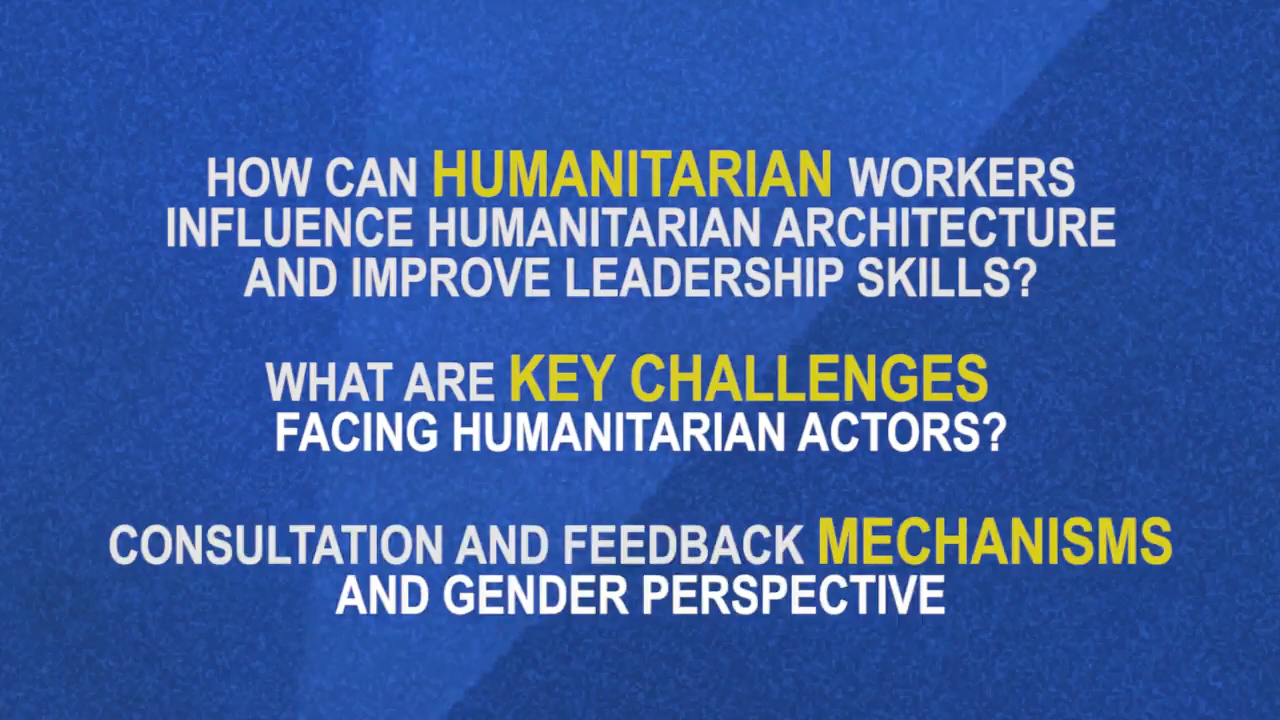 HOW CAN HUMANITARIAN WORKERS
INFLUENCE HUMANITARIAN ARCHITECTURE
AND IMPROVE LEADERSHIP SKILLS?
WHAT ARE KEY CHALLENGES
FACING HUMANITARIAN ACTORS?
CONSULTATION AND FEEDBACK MECHANISMS
AND GENDER PERSPECTIVE